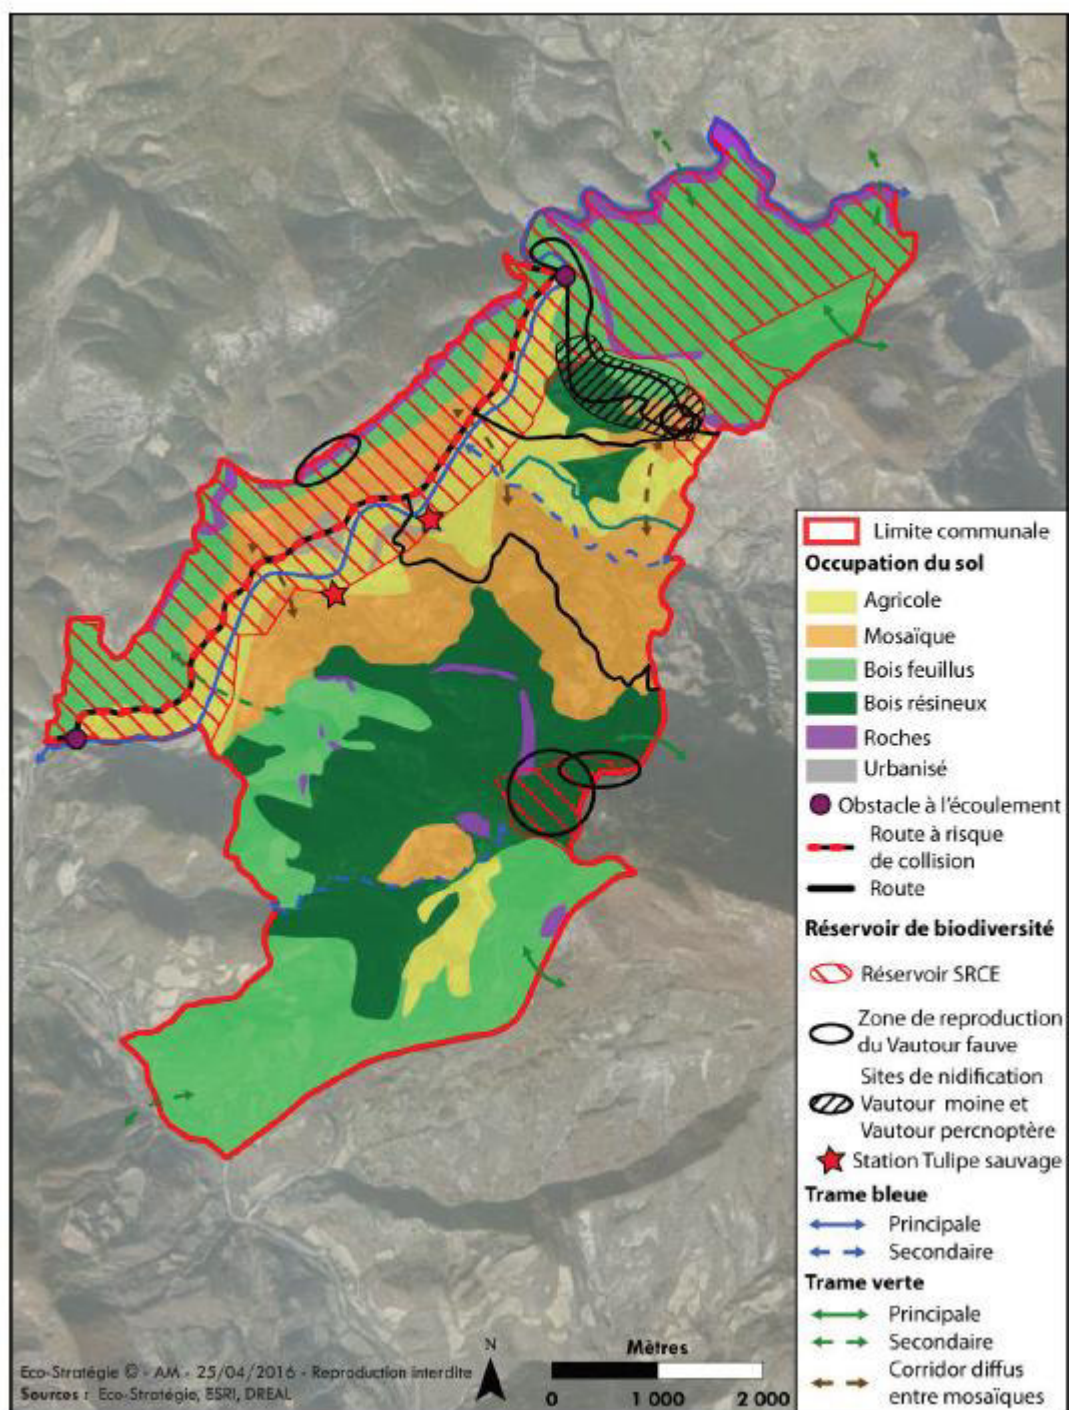 Limite communale
Occupation du sol
Agricole
Mosaïque
Bois feuillus
Bois résineux
Roches
Urbanisé
Obstacle à l'écoulement
Route à risque
de collision
Route
Réservoir de biodiversité
Réservoir SRCE
Zone de reproduction
du Vautour fauve
Sites de nidification
Vautour moine et
Vautour percnoptère
Station Tulipe sauvage
Trame bleue
Principale
Secondaire
Trame verte
Principale
Secondaire
Corridor diffus
entre mosaïques
N
Mètres
0 1 000 2 000
Eco-Stratégie © - AM - 25/04/2016 - Reproduction interdite
Sources : Eco-Stratégie, ESRI, DREAL